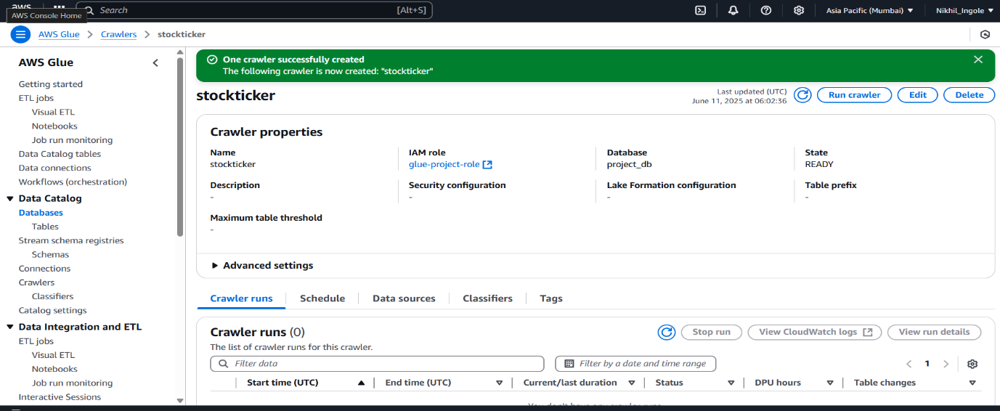 aws
AWS Console Home
Search
[Alt+S]
Asia Pacific (Mumbai)
Nikhil_Ingole
AWS Glue
Crawlers
stockticker
AWS Glue
Getting started
ETL jobs
Visual ETL
Notebooks
Job run monitoring
Data Catalog tables
Data connections
Workflows (orchestration)
Data Catalog
Databases
Tables
Stream schema registries
Schemas
Connections
Crawlers
Classifiers
Catalog settings
Data Integration and ETL
ETL jobs
Visual ETL
Notebooks
Job run monitoring
Interactive Sessions
One crawler successfully created
The following crawler is now created: "stockticker"
stockticker
Last updated (UTC)
June 11, 2025 at 06:02:36
Run crawler
Edit
Delete
Crawler properties
Name
stockticker
IAM role
glue-project-role
Database
project_db
State
READY
Description
-
Security configuration
-
Lake Formation configuration
-
Table prefix
-
Maximum table threshold
-
Advanced settings
Crawler runs
Schedule
Data sources
Classifiers
Tags
Crawler runs (0)
The list of crawler runs for this crawler.
Stop run
View CloudWatch logs
View run details
Filter data
Filter by a date and time range
1
Start time (UTC)
End time (UTC)
Current/last duration
Status
DPU hours
Table changes
You don't have any crawler runs